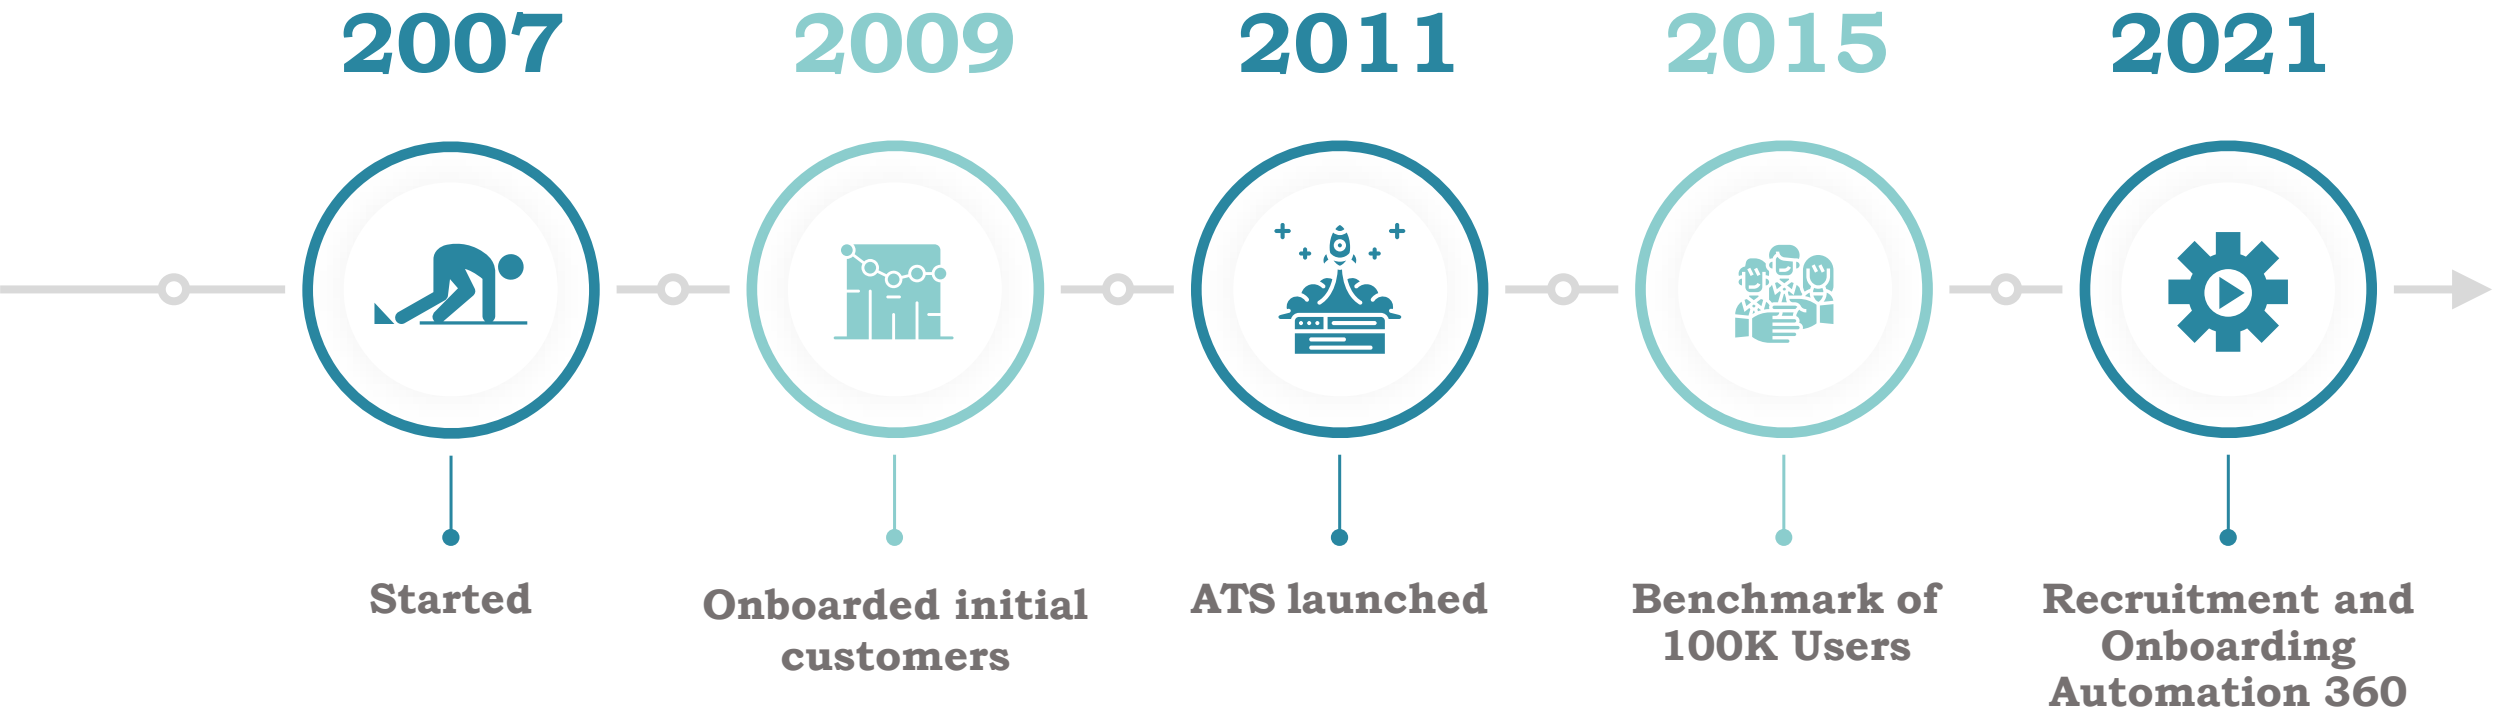 2007
2009
2011
2015
2021
Started
Onboarded initial
customers
ATS launched
Benchmark of
100K Users
Recruitment and
Onboarding
Automation 360